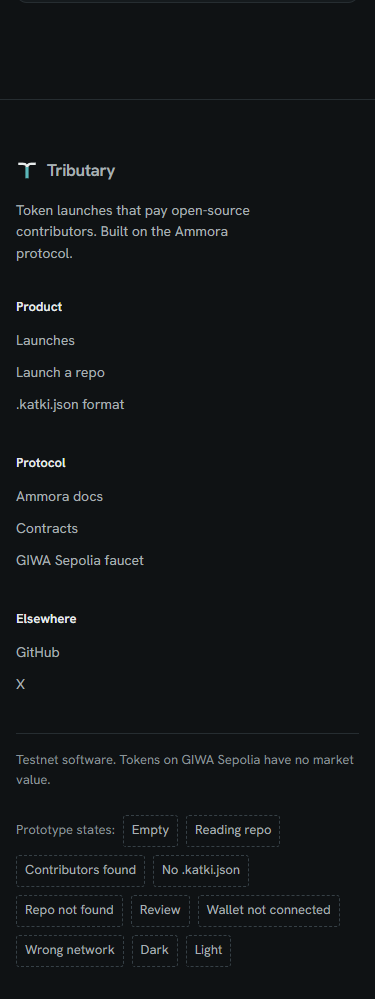 Tributary
Token launches that pay open-source
contributors. Built on the Ammora
protocol.
Product
Launches
Launch a repo
.katki.json format
Protocol
Ammora docs
Contracts
GIWA Sepolia faucet
Elsewhere
GitHub
X
Testnet software. Tokens on GIWA Sepolia have no market
value.
Prototype states: Empty Reading repo
Contributors found No .katki.json
Repo not found Review Wallet not connected
Wrong network Dark Light